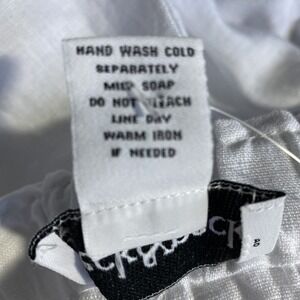 HAND WASH COLD
SEPARATELY
MILD SOAP
DO NOT BLEACH
LINE DRY
WARM IRON
IF NEEDED